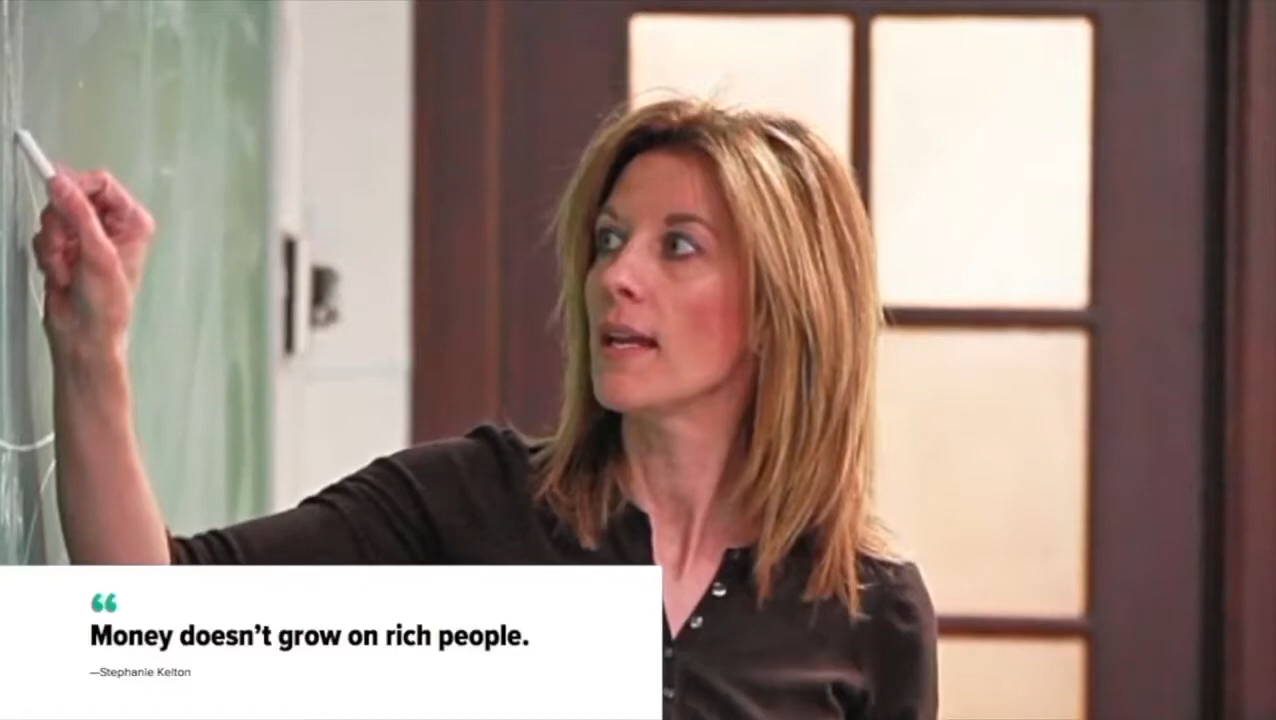 “
Money doesn’t grow on rich people.
—Stephanie Kelton